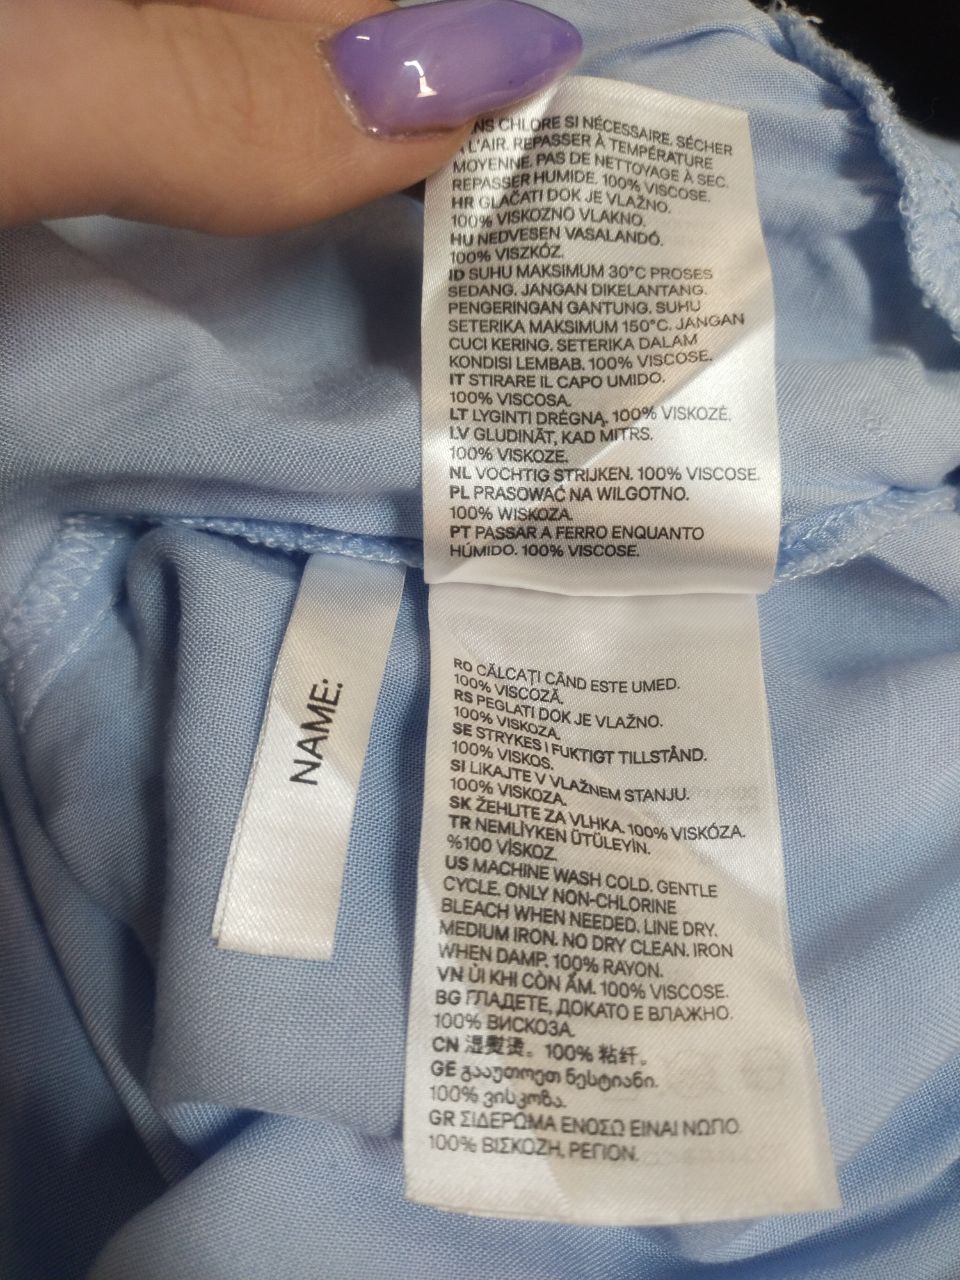 NS CHLORE SI NÉCESSAIRE. SÉCHER
À L'AIR. REPASSER À TEMPÉRATURE
MOYENNE. PAS DE NETTOYAGE À SEC.
REPASSER HUMIDE. 100% VISCOSE.
HR GLAČATI DOK JE VLAŽNO.
100% VISKOZNO VLAKNO.
HU NEDVESEN VASALANDÓ.
100% VISZKÓZ.
ID SUHU MAKSIMUM 30°C PROSES
SEDANG. JANGAN DIKELANTANG.
PENGERINGAN GANTUNG. SUHU
SETERIKA MAKSIMUM 150°C. JANGAN
CUCI KERING. SETERIKA DALAM
KONDISI LEMBAB. 100% VISCOSE.
IT STIRARE IL CAPO UMIDO.
100% VISCOSA.
LT LYGINTI DRĖGNĄ. 100% VISKOZĖ.
LV GLUDINĀT, KAD MITRS.
100% VISKOZE.
NL VOCHTIG STRIJKEN. 100% VISCOSE.
PL PRASOWAĆ NA WILGOTNO.
100% WISKOZA.
PT PASSAR A FERRO ENQUANTO
HÚMIDO. 100% VISCOSE.
NAME:
RO CĂLCAȚI CÂND ESTE UMED.
100% VISCOZĂ.
RS PEGLATI DOK JE VLAŽNO.
100% VISKOZA.
SE STRYKES I FUKTIGT TILLSTÅND.
100% VISKOS.
SI LIKAJTE V VLAŽNEM STANJU.
100% VISKOZA.
SK ŽEHLITE ZA VLHKA. 100% VISKÓZA.
TR NEMLİYKEN ÜTÜLEYİN.
%100 VİSKOZ.
US MACHINE WASH COLD. GENTLE
CYCLE. ONLY NON-CHLORINE
BLEACH WHEN NEEDED. LINE DRY.
MEDIUM IRON. NO DRY CLEAN. IRON
WHEN DAMP. 100% RAYON.
VN ỦI KHI CÒN ẨM. 100% VISCOSE.
BG ГЛАДЕТЕ, ДОКАТО Е ВЛАЖНО.
100% ВИСКОЗА.
CN 湿熨烫。100% 粘纤。
GE გააუთოეთ ნესტიანი.
100% ვისკოზა.
GR ΣΙΔΕΡΩΜΑ ΕΝΟΣΩ ΕΙΝΑΙ ΝΩΠΟ.
100% ΒΙΣΚΟΖΗ, ΡΕΓΙΟΝ.